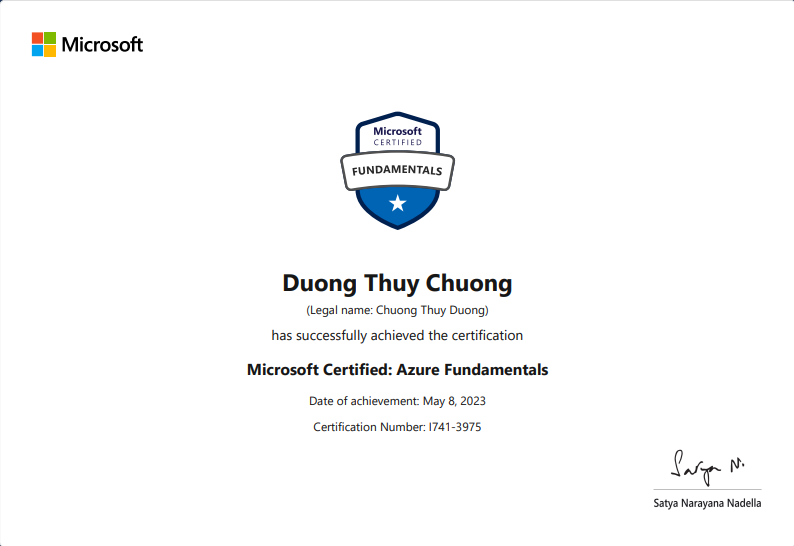 Microsoft
Microsoft
CERTIFIED
FUNDAMENTALS
Duong Thuy Chuong
(Legal name: Chuong Thuy Duong)
has successfully achieved the certification
Microsoft Certified: Azure Fundamentals
Date of achievement: May 8, 2023
Certification Number: I741-3975
Satya N.
Satya Narayana Nadella